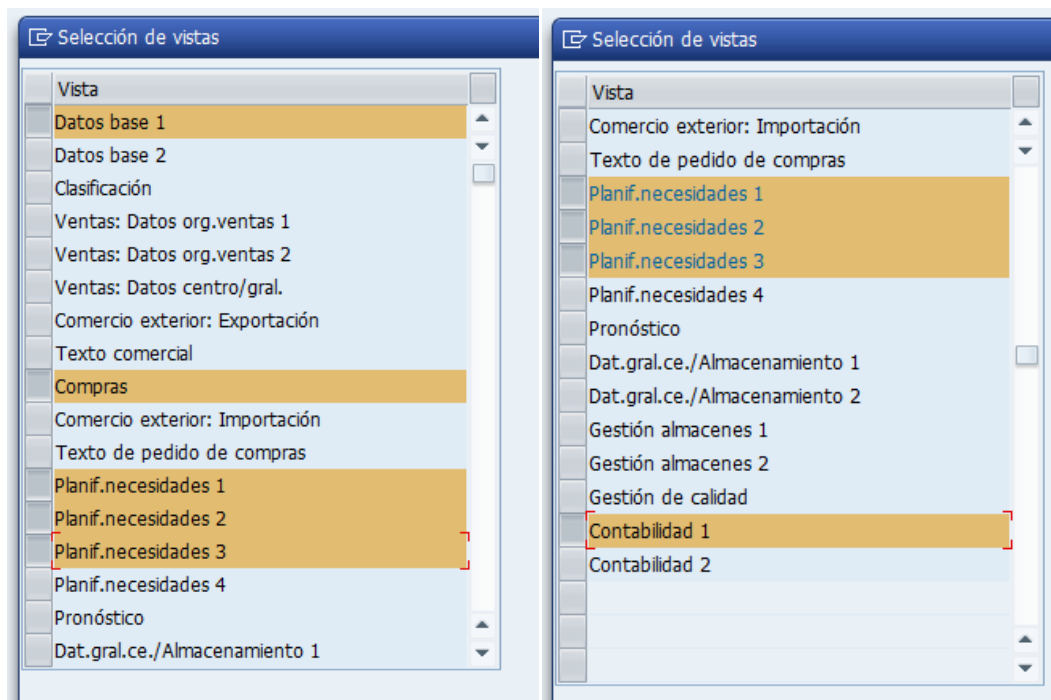 Selección de vistas
Vista
Datos base 1
Datos base 2
Clasificación
Ventas: Datos org.ventas 1
Ventas: Datos org.ventas 2
Ventas: Datos centro/gral.
Comercio exterior: Exportación
Texto comercial
Compras
Comercio exterior: Importación
Texto de pedido de compras
Planif.necesidades 1
Planif.necesidades 2
Planif.necesidades 3
Planif.necesidades 4
Pronóstico
Dat.gral.ce./Almacenamiento 1
Selección de vistas
Vista
Comercio exterior: Importación
Texto de pedido de compras
Planif.necesidades 1
Planif.necesidades 2
Planif.necesidades 3
Planif.necesidades 4
Pronóstico
Dat.gral.ce./Almacenamiento 1
Dat.gral.ce./Almacenamiento 2
Gestión almacenes 1
Gestión almacenes 2
Gestión de calidad
Contabilidad 1
Contabilidad 2